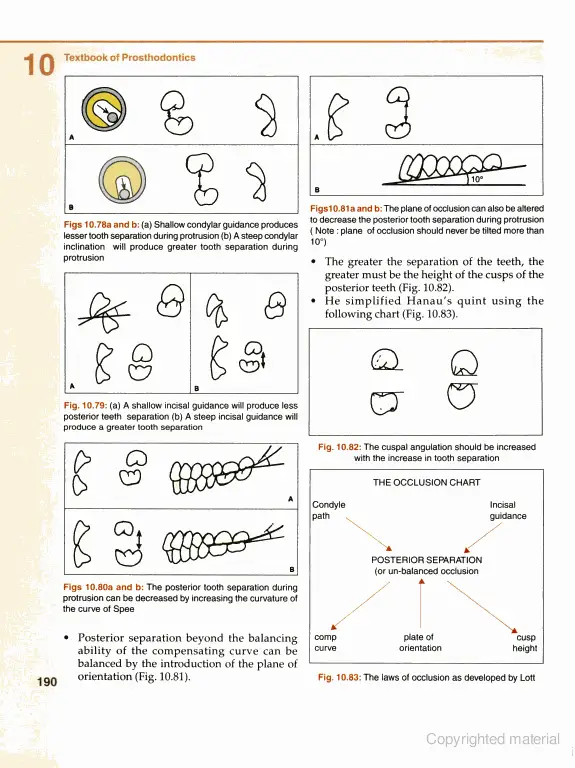 10
Textbook of Prosthodontics
A
B
Figs 10.78a and b: (a) Shallow condylar guidance produces
lesser tooth separation during protrusion (b) A steep condylar
inclination will produce greater tooth separation during
protrusion
A
B
Fig. 10.79: (a) A shallow incisal guidance will produce less
posterior teeth separation (b) A steep incisal guidance will
produce a greater tooth separation
A
B
Figs 10.80a and b: The posterior tooth separation during
protrusion can be decreased by increasing the curvature of
the curve of Spee
• Posterior separation beyond the balancing
ability of the compensating curve can be
balanced by the introduction of the plane of
orientation (Fig. 10.81).
190
A
10°
B
Figs10.81a and b: The plane of occlusion can also be altered
to decrease the posterior tooth separation during protrusion
( Note : plane of occlusion should never be tilted more than
10°)
• The greater the separation of the teeth, the
greater must be the height of the cusps of the
posterior teeth (Fig. 10.82).
• He simplified Hanau's quint using the
following chart (Fig. 10.83).
Fig. 10.82: The cuspal angulation should be increased
with the increase in tooth separation
THE OCCLUSION CHART
Condyle Incisal
path guidance
POSTERIOR SEPARATION
(or un-balanced occlusion
comp plate of cusp
curve orientation height
Fig. 10.83: The laws of occlusion as developed by Lott
Copyrighted material